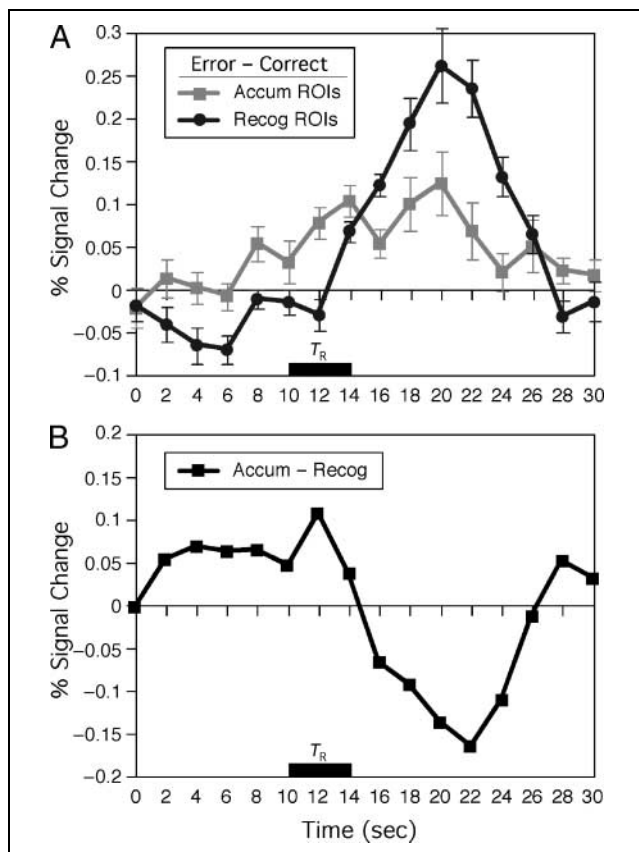 A
Error – Correct
Accum ROIs
Recog ROIs
% Signal Change
0.3
0.25
0.2
0.15
0.1
0.05
0
−0.05
−0.1
TR
0 2 4 6 8 10 12 14 16 18 20 22 24 26 28 30
B
Accum – Recog
% Signal Change
0.2
0.15
0.1
0.05
0
−0.05
−0.1
−0.15
−0.2
TR
0 2 4 6 8 10 12 14 16 18 20 22 24 26 28 30
Time (sec)